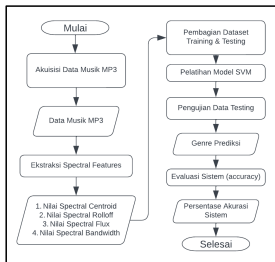 Mulai
Akuisisi Data Musik MP3
Data Musik MP3
Ekstraksi Spectral Features
1. Nilai Spectral Centroid
2. Nilai Spectral Rolloff
3. Nilai Spectral Flux
4. Nilai Spectral Bandwidth
Pembagian Dataset
Training & Testing
Pelatihan Model SVM
Pengujian Data Testing
Genre Prediksi
Evaluasi Sistem (accuracy)
Persentase Akurasi
Sistem
Selesai